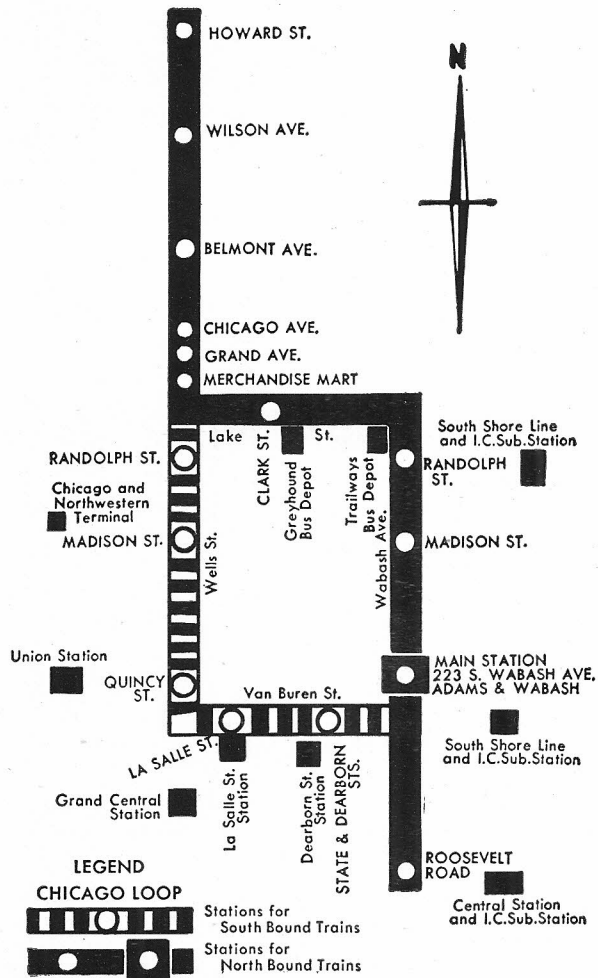 N
HOWARD ST.
WILSON AVE.
BELMONT AVE.
CHICAGO AVE.
GRAND AVE.
MERCHANDISE MART
Lake St.
CLARK ST.
Greyhound
Bus Depot
Trailways
Bus Depot
South Shore Line
and I.C.Sub.Station
RANDOLPH ST.
RANDOLPH
ST.
Chicago and
Northwestern
Terminal
MADISON ST.
Wells St.
Wabash Ave.
MADISON ST.
Union Station
QUINCY
ST.
MAIN STATION
223 S. WABASH AVE.
ADAMS & WABASH
Van Buren St.
LA SALLE ST.
La Salle St.
Station
Dearborn St.
Station
STATE & DEARBORN
STS.
South Shore Line
and I.C.Sub.Station
Grand Central
Station
ROOSEVELT
ROAD
Central Station
and I.C.Sub.Station
LEGEND
CHICAGO LOOP
Stations for
South Bound Trains
Stations for
North Bound Trains